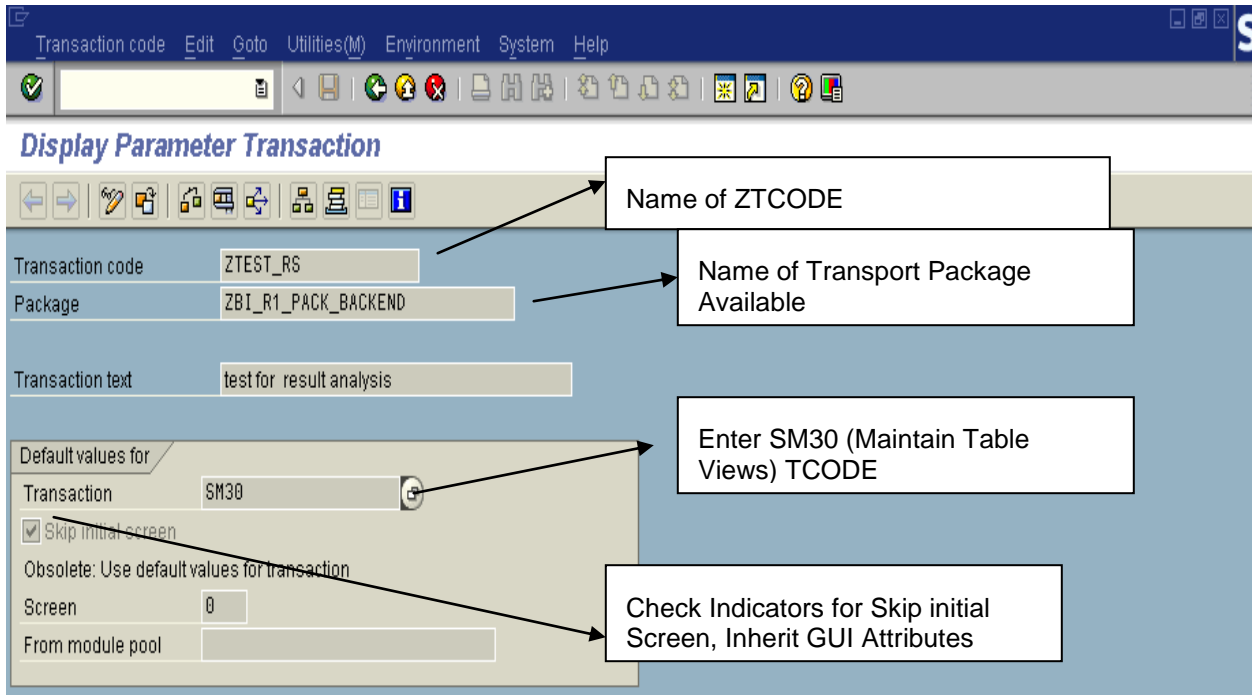 Transaction code Edit Goto Utilities(M) Environment System Help
Display Parameter Transaction
Name of ZTCODE
Transaction code ZTEST_RS
Name of Transport Package
Available
Package ZBI_R1_PACK_BACKEND
Transaction text test for result analysis
Enter SM30 (Maintain Table
Views) TCODE
Default values for
Transaction SM30
Skip initial screen
Obsolete: Use default values for transaction
Screen 0
From module pool
Check Indicators for Skip initial
Screen, Inherit GUI Attributes